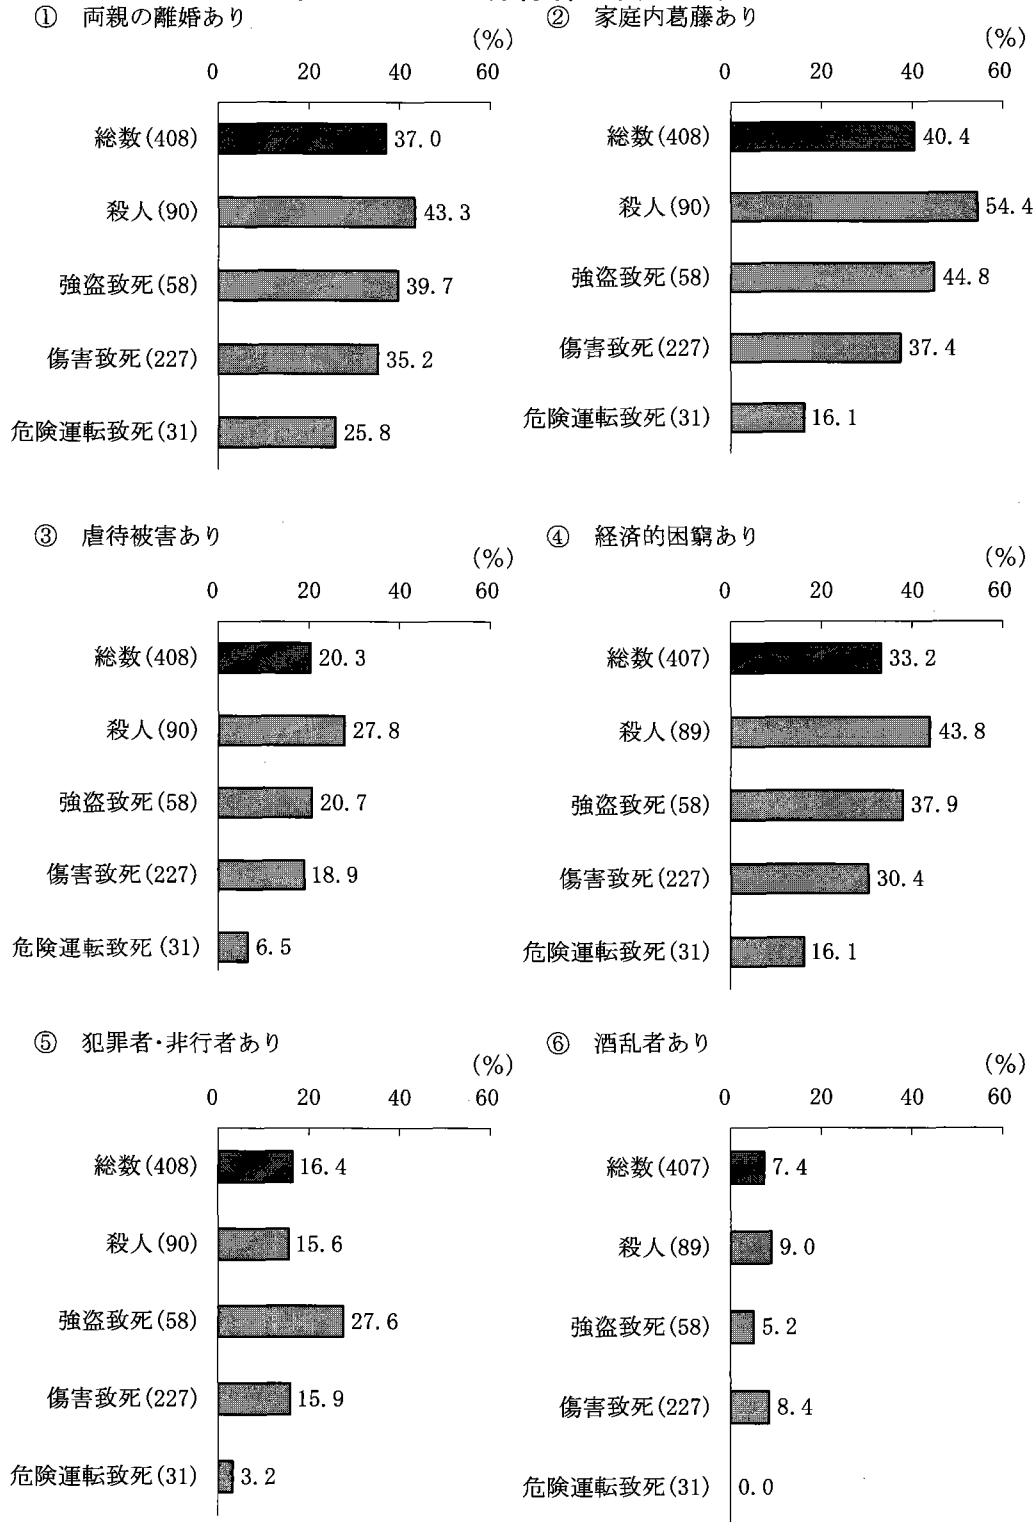 ① 両親の離婚あり
(%)
0 20 40 60
総数(408) 37.0
殺人(90) 43.3
強盗致死(58) 39.7
傷害致死(227) 35.2
危険運転致死(31) 25.8
② 家庭内葛藤あり
(%)
0 20 40 60
総数(408) 40.4
殺人(90) 54.4
強盗致死(58) 44.8
傷害致死(227) 37.4
危険運転致死(31) 16.1
③ 虐待被害あり
(%)
0 20 40 60
総数(408) 20.3
殺人(90) 27.8
強盗致死(58) 20.7
傷害致死(227) 18.9
危険運転致死(31) 6.5
④ 経済的困窮あり
(%)
0 20 40 60
総数(407) 33.2
殺人(89) 43.8
強盗致死(58) 37.9
傷害致死(227) 30.4
危険運転致死(31) 16.1
⑤ 犯罪者・非行者あり
(%)
0 20 40 60
総数(408) 16.4
殺人(90) 15.6
強盗致死(58) 27.6
傷害致死(227) 15.9
危険運転致死(31) 3.2
⑥ 酒乱者あり
(%)
0 20 40 60
総数(407) 7.4
殺人(89) 9.0
強盗致死(58) 5.2
傷害致死(227) 8.4
危険運転致死(31) 0.0